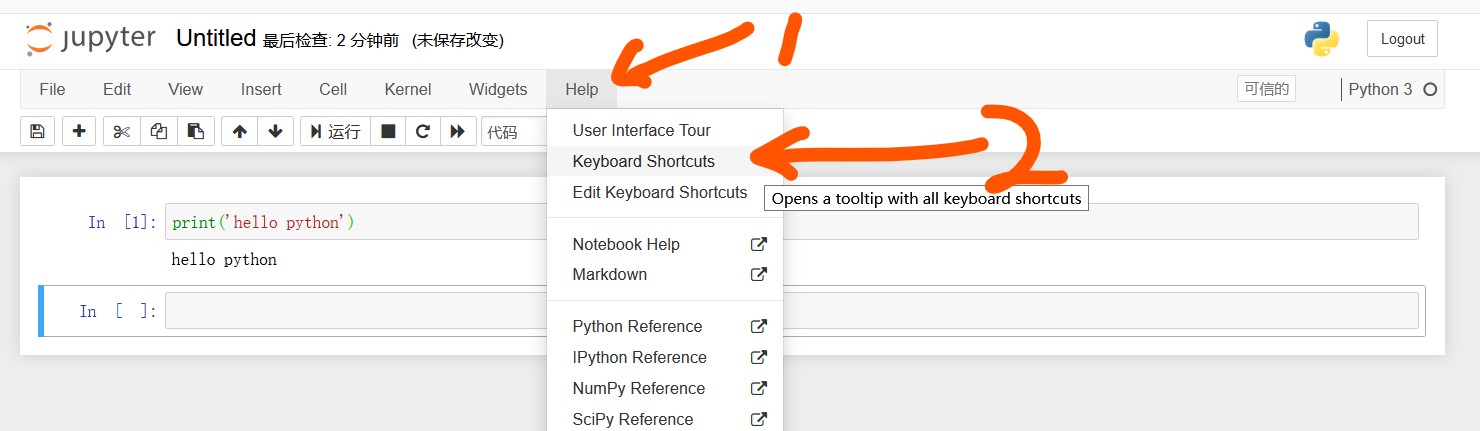 jupyter Untitled 最后检查: 2 分钟前 (未保存改变) Logout
1
File Edit View Insert Cell Kernel Widgets Help 可信的 Python 3
运行 代码
User Interface Tour
Keyboard Shortcuts
2
Edit Keyboard Shortcuts
Opens a tooltip with all keyboard shortcuts
In [1]: print('hello python')
Notebook Help
hello python
Markdown
In [ ]:
Python Reference
IPython Reference
NumPy Reference
SciPy Reference